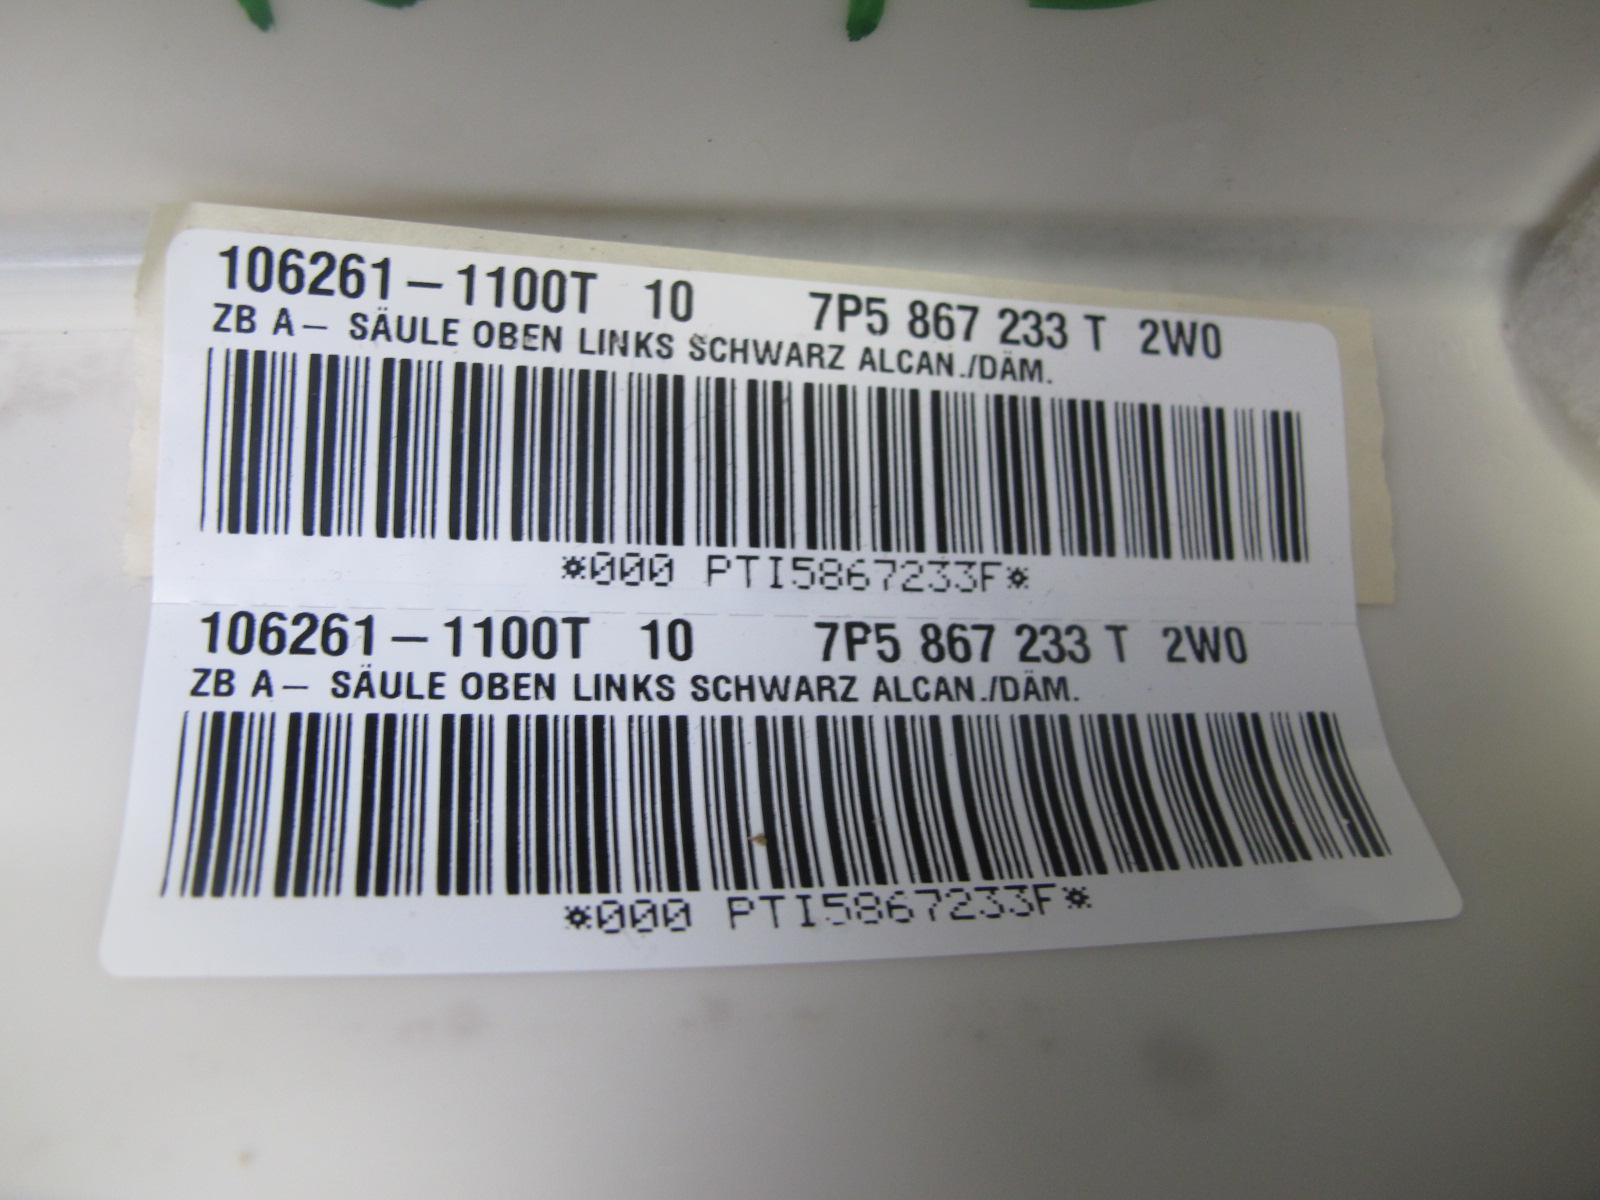 106261-1100T 10 7P5 867 233 T 2W0
ZB A- SÄULE OBEN LINKS SCHWARZ ALCAN./DÄM.
*000 PTI5867233F*
106261-1100T 10 7P5 867 233 T 2W0
ZB A- SÄULE OBEN LINKS SCHWARZ ALCAN./DÄM.
*000 PTI5867233F*